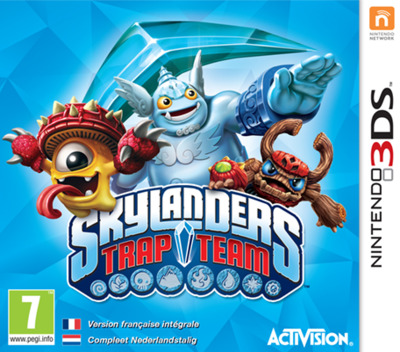 NINTENDO
NETWORK
NINTENDO 3DS
SKYLANDERS
TRAP TEAM
7
www.pegi.info
Version française intégrale
Compleet Nederlandstalig
ACTIVISION.